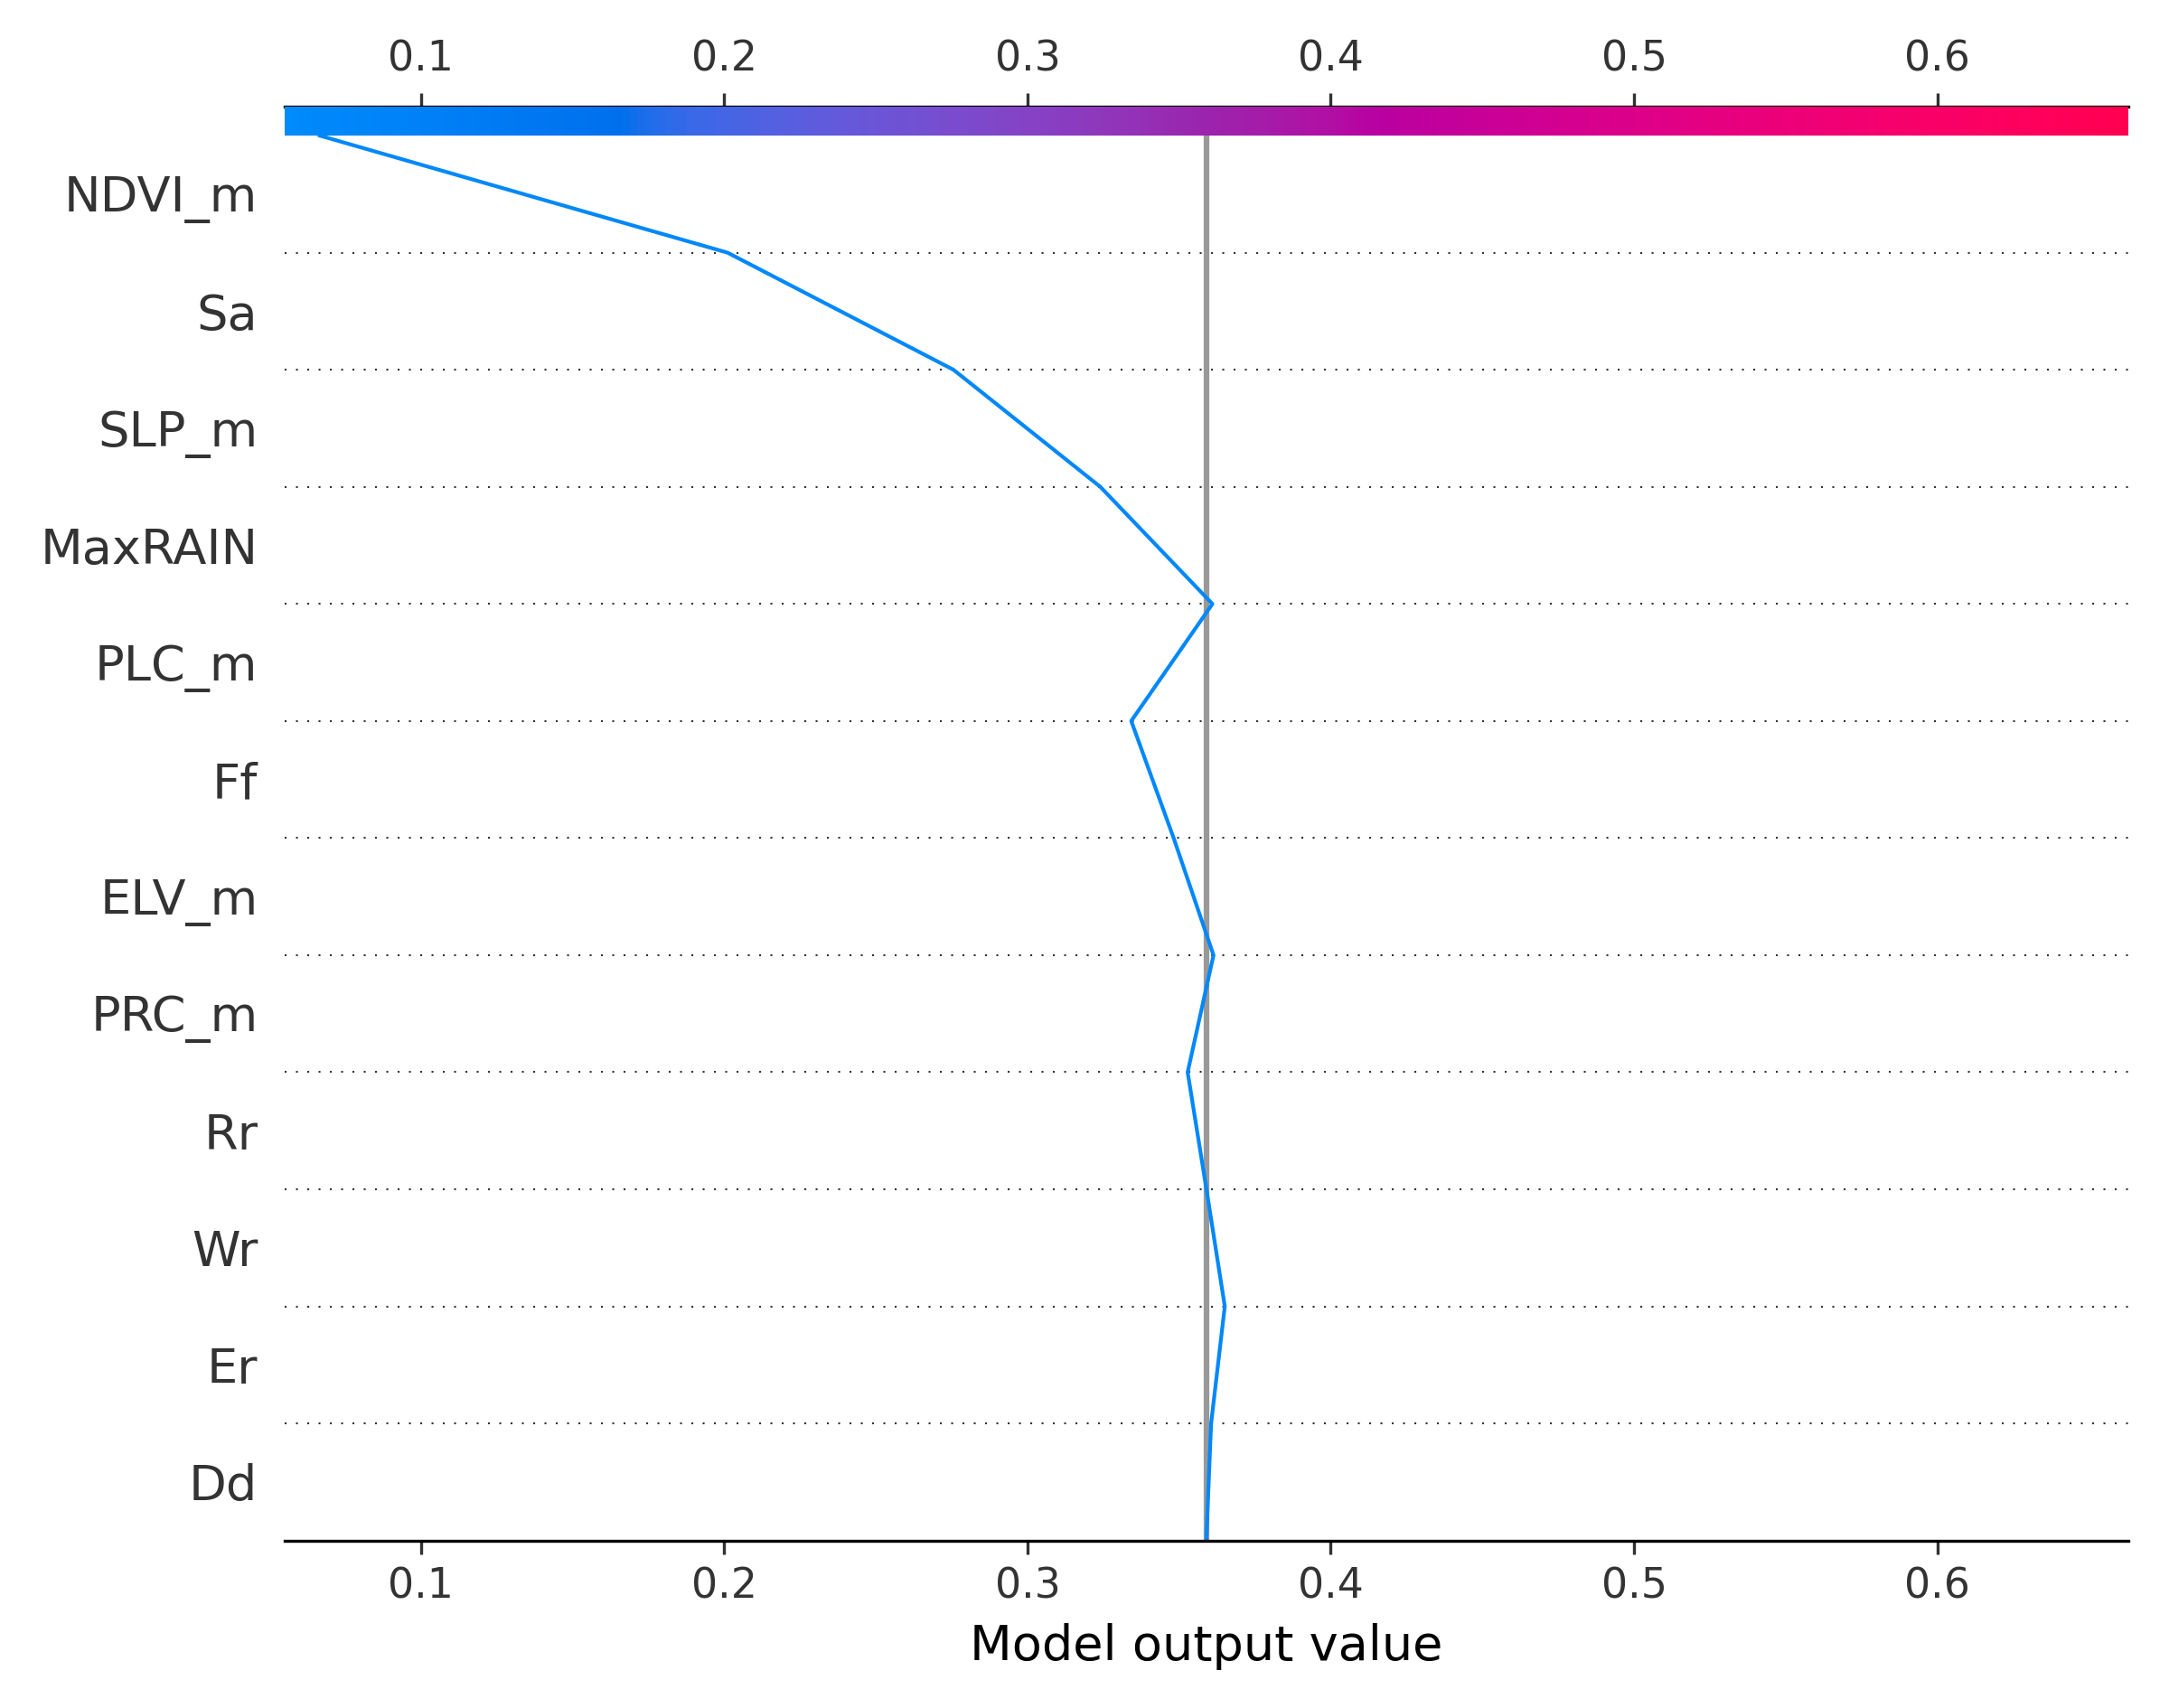 0.1 0.2 0.3 0.4 0.5 0.6
NDVI_m
Sa
SLP_m
MaxRAIN
PLC_m
Ff
ELV_m
PRC_m
Rr
Wr
Er
Dd
0.1 0.2 0.3 0.4 0.5 0.6
Model output value